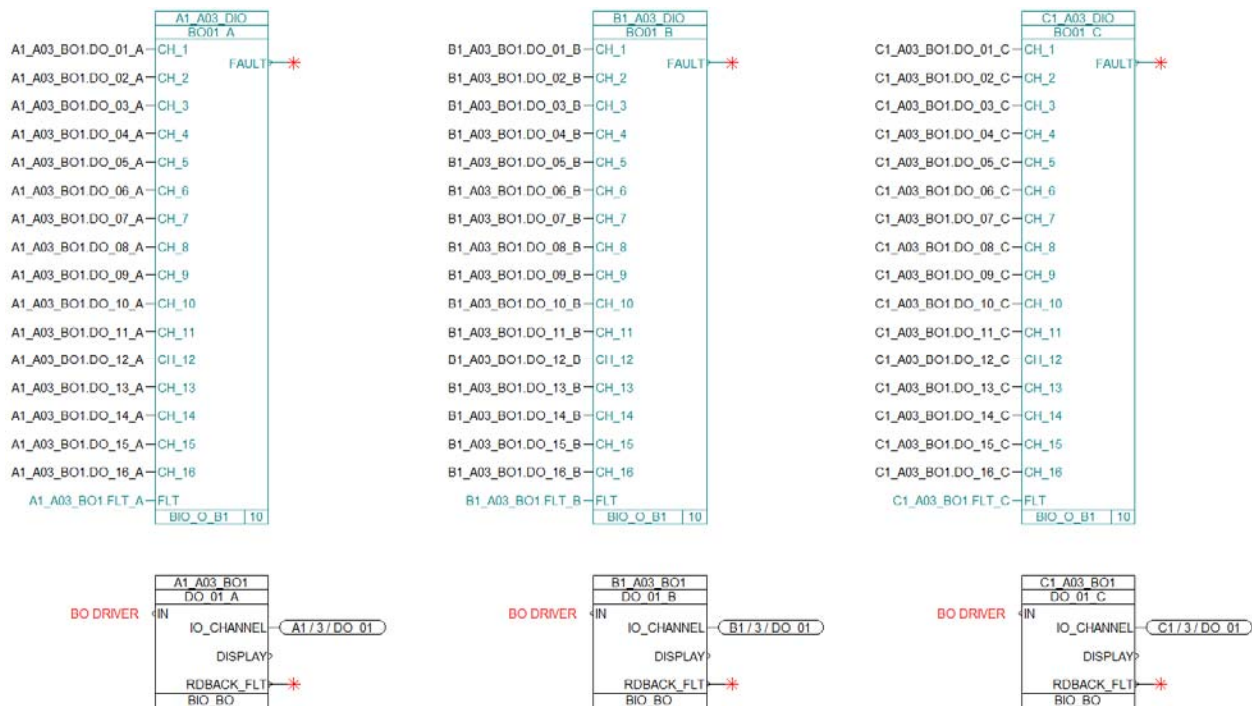 A1_A03_DIO
BO01_A
A1_A03_BO1.DO_01_A CH_1
FAULT
A1_A03_BO1.DO_02_A CH_2
A1_A03_BO1.DO_03_A CH_3
A1_A03_BO1.DO_04_A CH_4
A1_A03_BO1.DO_05_A CH_5
A1_A03_BO1.DO_06_A CH_6
A1_A03_BO1.DO_07_A CH_7
A1_A03_BO1.DO_08_A CH_8
A1_A03_BO1.DO_09_A CH_9
A1_A03_BO1.DO_10_A CH_10
A1_A03_BO1.DO_11_A CH_11
A1_A03_BO1.DO_12_A CH_12
A1_A03_BO1.DO_13_A CH_13
A1_A03_BO1.DO_14_A CH_14
A1_A03_BO1.DO_15_A CH_15
A1_A03_BO1.DO_16_A CH_16
A1_A03_BO1.FLT_A FLT
BIO_O_B1 10
B1_A03_DIO
BO01_B
B1_A03_BO1.DO_01_B CH_1
FAULT
B1_A03_BO1.DO_02_B CH_2
B1_A03_BO1.DO_03_B CH_3
B1_A03_BO1.DO_04_B CH_4
B1_A03_BO1.DO_05_B CH_5
B1_A03_BO1.DO_06_B CH_6
B1_A03_BO1.DO_07_B CH_7
B1_A03_BO1.DO_08_B CH_8
B1_A03_BO1.DO_09_B CH_9
B1_A03_BO1.DO_10_B CH_10
B1_A03_BO1.DO_11_B CH_11
B1_A03_BO1.DO_12_B CH_12
B1_A03_BO1.DO_13_B CH_13
B1_A03_BO1.DO_14_B CH_14
B1_A03_BO1.DO_15_B CH_15
B1_A03_BO1.DO_16_B CH_16
B1_A03_BO1.FLT_B FLT
BIO_O_B1 10
C1_A03_DIO
BO01_C
C1_A03_BO1.DO_01_C CH_1
FAULT
C1_A03_BO1.DO_02_C CH_2
C1_A03_BO1.DO_03_C CH_3
C1_A03_BO1.DO_04_C CH_4
C1_A03_BO1.DO_05_C CH_5
C1_A03_BO1.DO_06_C CH_6
C1_A03_BO1.DO_07_C CH_7
C1_A03_BO1.DO_08_C CH_8
C1_A03_BO1.DO_09_C CH_9
C1_A03_BO1.DO_10_C CH_10
C1_A03_BO1.DO_11_C CH_11
C1_A03_BO1.DO_12_C CH_12
C1_A03_BO1.DO_13_C CH_13
C1_A03_BO1.DO_14_C CH_14
C1_A03_BO1.DO_15_C CH_15
C1_A03_BO1.DO_16_C CH_16
C1_A03_BO1.FLT_C FLT
BIO_O_B1 10
A1_A03_BO1
DO_01_A
BO DRIVER IN
IO_CHANNEL A1 / 3 / DO_01
DISPLAY
RDBACK_FLT
BIO_BO
B1_A03_BO1
DO_01_B
BO DRIVER IN
IO_CHANNEL B1 / 3 / DO_01
DISPLAY
RDBACK_FLT
BIO_BO
C1_A03_BO1
DO_01_C
BO DRIVER IN
IO_CHANNEL C1 / 3 / DO_01
DISPLAY
RDBACK_FLT
BIO_BO